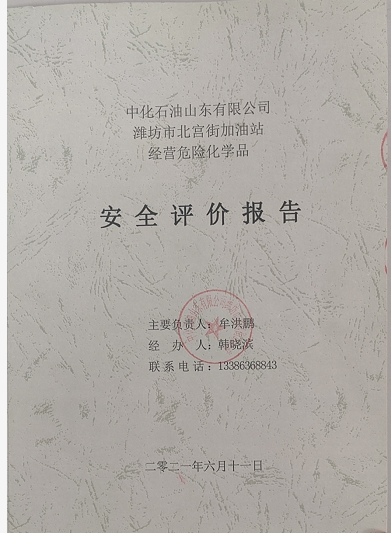 中化石油山东有限公司
潍坊市北宫街加油站
经营危险化学品
安全评价报告
主要负责人：牟洪鹏
经办人：韩晓滨
联系电话：13386368843
二零二一年六月十一日